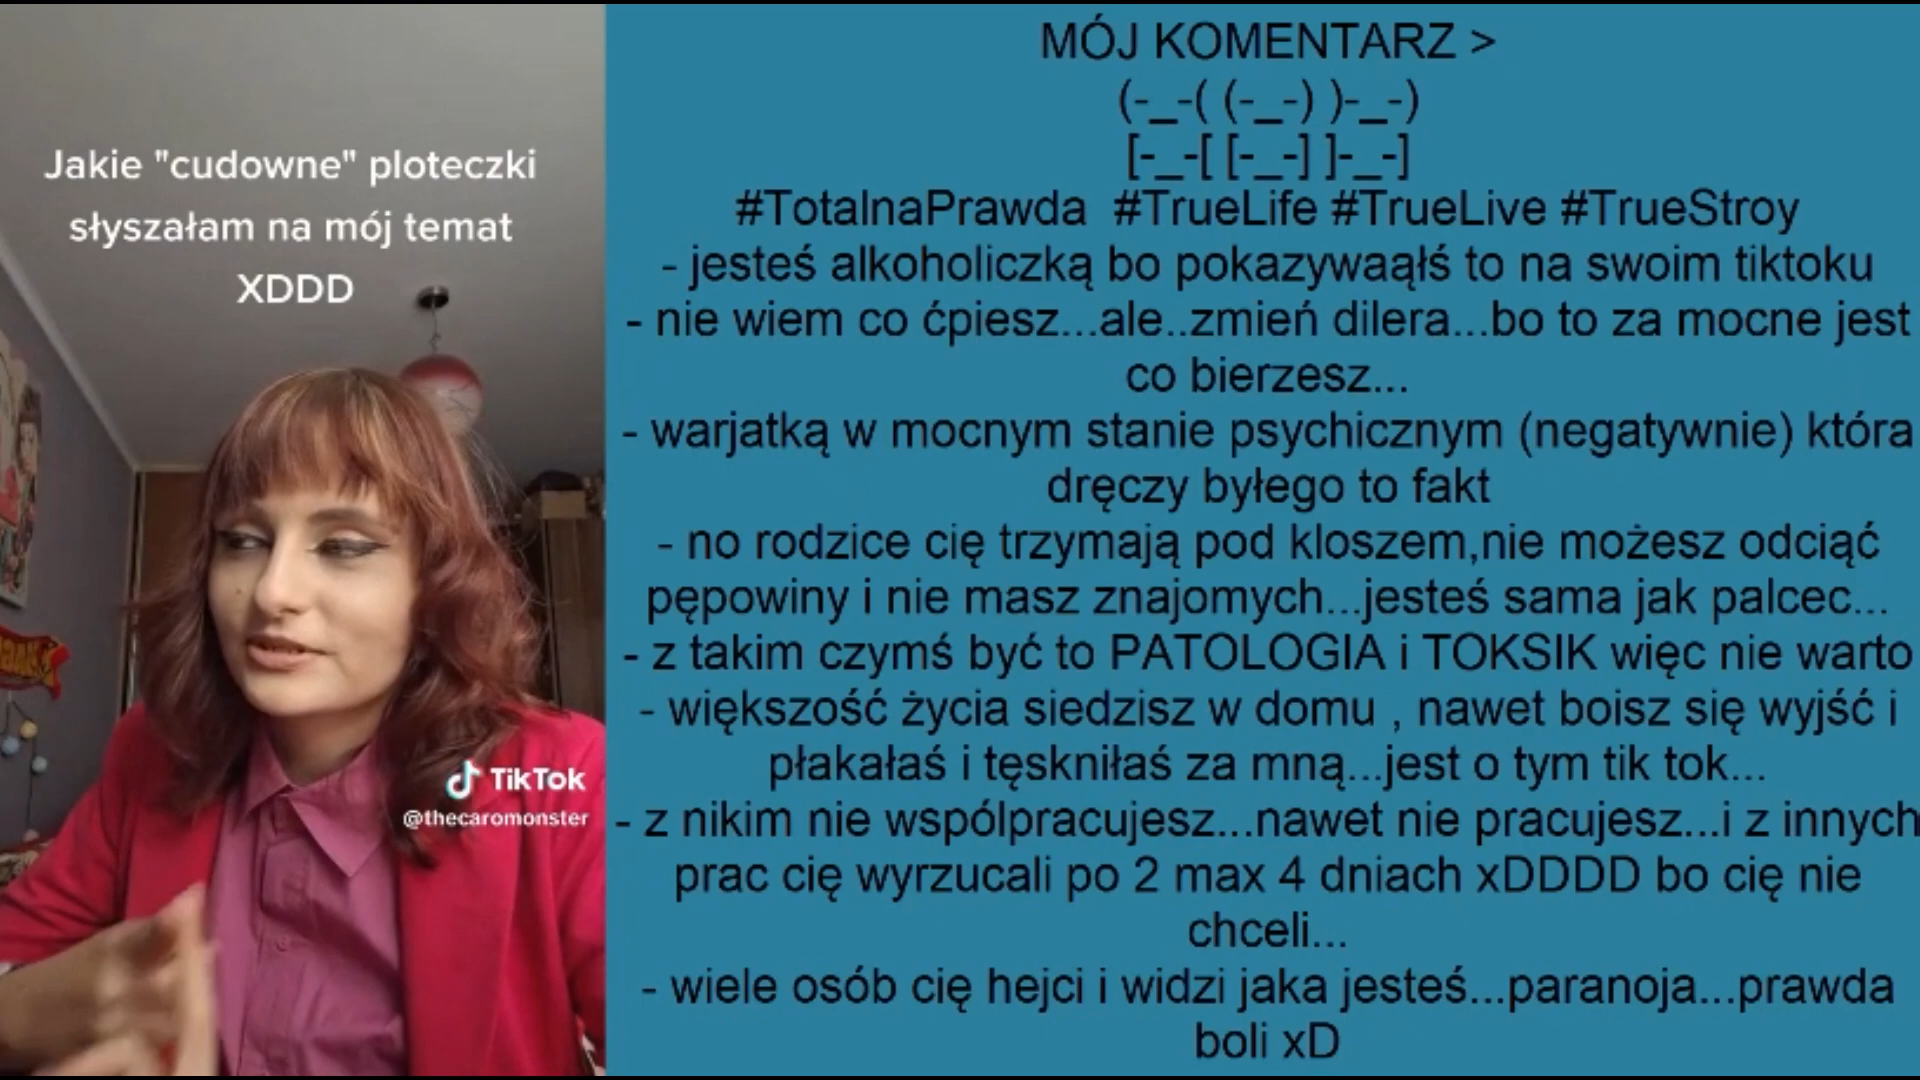 Jakie "cudowne" ploteczki
słyszałam na mój temat
XDDD
TikTok
@thecaromonster
MÓJ KOMENTARZ >
(-_-( (-_-) )-_-)
[-_-[ [-_-] ]-_-]
#TotalnaPrawda #TrueLife #TrueLive #TrueStroy
- jesteś alkoholiczką bo pokazywaąłś to na swoim tiktoku
- nie wiem co ćpiesz...ale..zmień dilera...bo to za mocne jest
co bierzesz...
- warjatką w mocnym stanie psychicznym (negatywnie) która
dręczy byłego to fakt
- no rodzice cię trzymają pod kloszem,nie możesz odciąć
pępowiny i nie masz znajomych...jesteś sama jak palcec...
- z takim czymś być to PATOLOGIA i TOKSIK więc nie warto
- większość życia siedzisz w domu , nawet boisz się wyjść i
płakałaś i tęskniłaś za mną...jest o tym tik tok...
- z nikim nie wspólpracujesz...nawet nie pracujesz...i z innych
prac cię wyrzucali po 2 max 4 dniach xDDDD bo cię nie
chceli...
- wiele osób cię hejci i widzi jaka jesteś...paranoja...prawda
boli xD